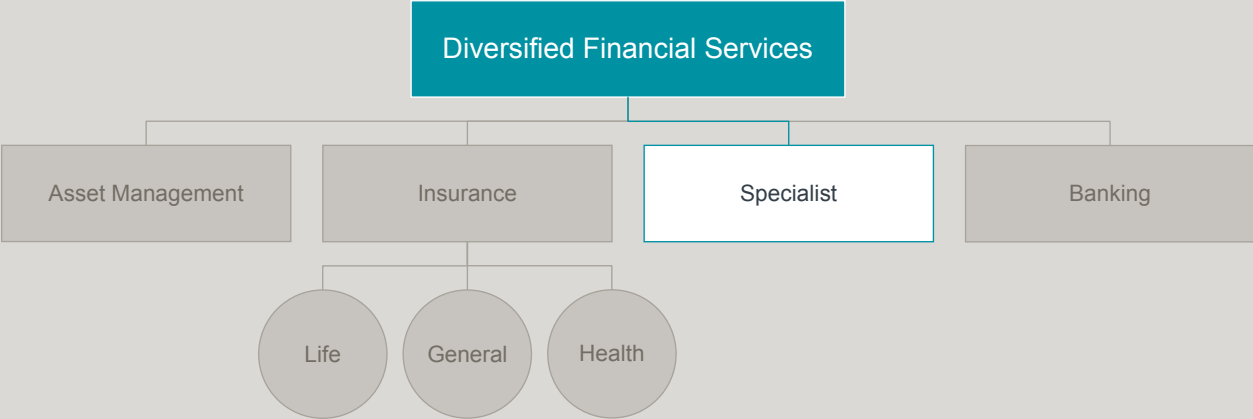 Diversified Financial Services
Asset Management
Insurance
Specialist
Banking
Life
General
Health